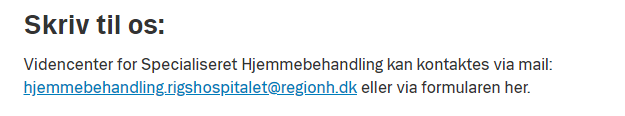 Skriv til os:
Videncenter for Specialiseret Hjemmebehandling kan kontaktes via mail:
hjemmebehandling.rigshospitalet@regionh.dk eller via formularen her.